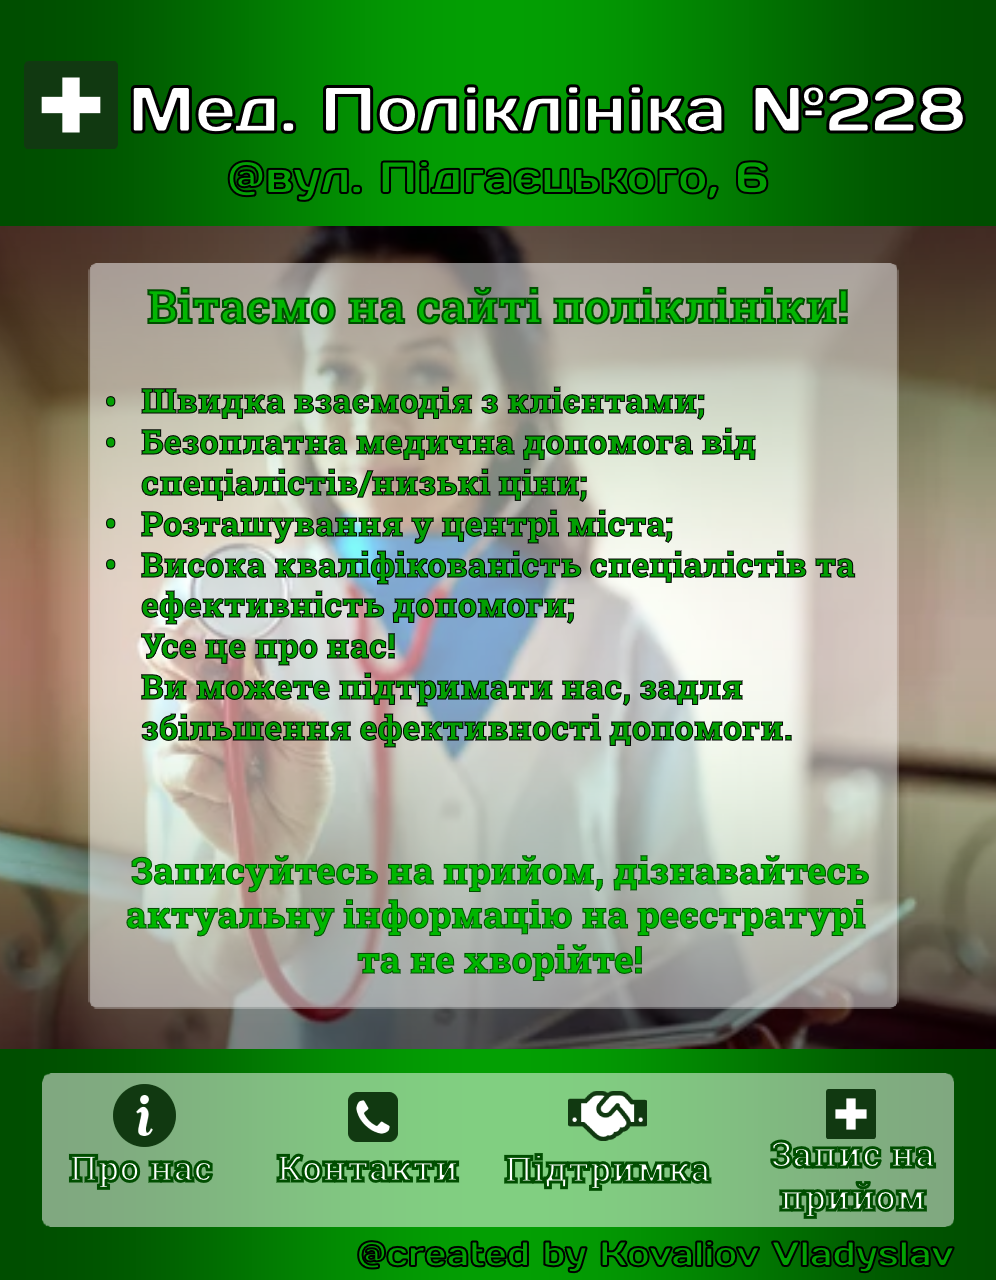 Мед. Поліклініка №228
@вул. Підгаєцького, 6
Вітаємо на сайті поліклініки!
• Швидка взаємодія з клієнтами;
• Безоплатна медична допомога від
спеціалістів/низькі ціни;
• Розташування у центрі міста;
• Висока кваліфікованість спеціалістів та
ефективність допомоги;
Усе це про нас!
Ви можете підтримати нас, задля
збільшення ефективності допомоги.
Записуйтесь на прийом, дізнавайтесь
актуальну інформацію на реєстратурі
та не хворійте!
Про нас
Контакти
Підтримка
Запис на
прийом
@created by Kovaliov Vladyslav